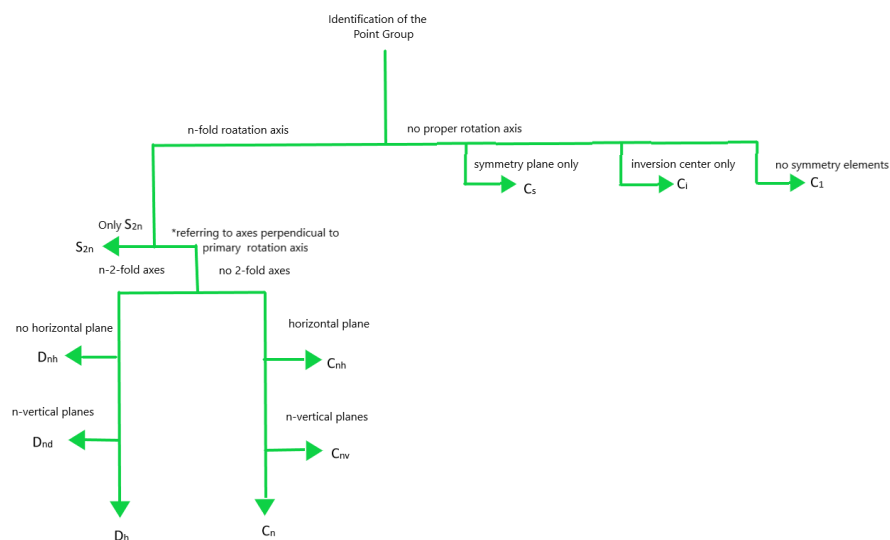 Identification of the
Point Group
n-fold roatation axis
no proper rotation axis
symmetry plane only
Cs
inversion center only
Ci
no symmetry elements
C1
Only S2n
S2n
*referring to axes perpendicual to
primary rotation axis
n-2-fold axes
no 2-fold axes
no horizontal plane
Dnh
horizontal plane
Cnh
n-vertical planes
Dnd
n-vertical planes
Cnv
Dh
Cn